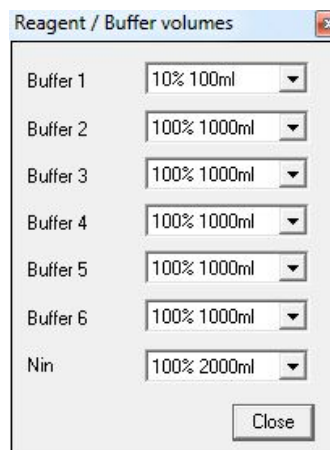 Reagent / Buffer volumes
Buffer 1 10% 100ml
Buffer 2 100% 1000ml
Buffer 3 100% 1000ml
Buffer 4 100% 1000ml
Buffer 5 100% 1000ml
Buffer 6 100% 1000ml
Nin 100% 2000ml
Close